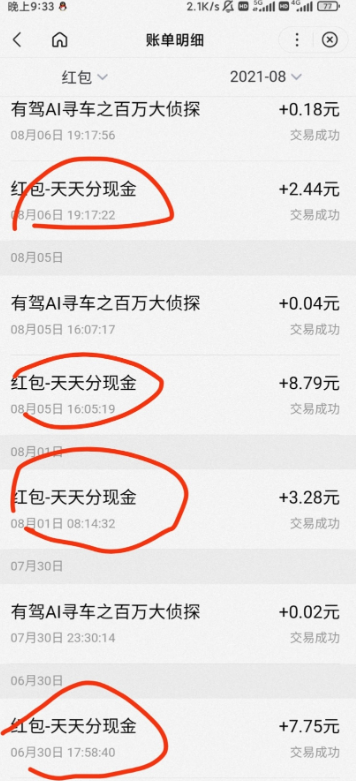 晚上9:33 2.1K/s HD 5G HD 4G 77
账单明细
红包 2021-08
有驾AI寻车之百万大侦探 +0.18元
08月06日 19:17:56 交易成功
红包-天天分现金 +2.44元
08月06日 19:17:22 交易成功
08月05日
有驾AI寻车之百万大侦探 +0.04元
08月05日 16:07:17 交易成功
红包-天天分现金 +8.79元
08月05日 16:05:19 交易成功
08月01日
红包-天天分现金 +3.28元
08月01日 08:14:32 交易成功
07月30日
有驾AI寻车之百万大侦探 +0.02元
07月30日 23:30:14 交易成功
06月30日
红包-天天分现金 +7.75元
06月30日 17:58:40 交易成功